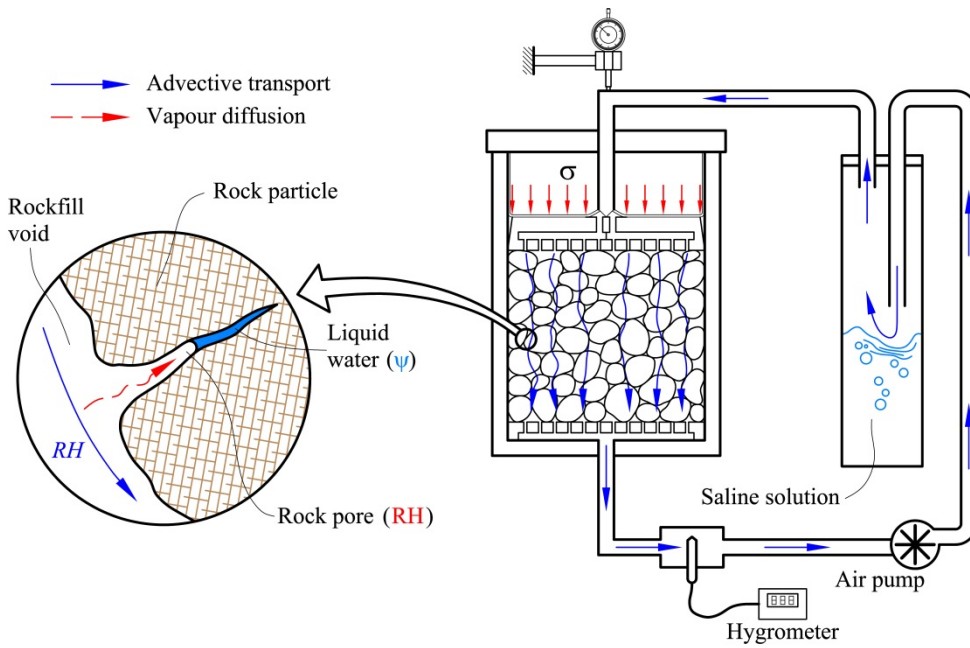 Advective transport
Vapour diffusion
Rock particle
Rockfill
void
σ
Liquid
water (ψ)
RH
Rock pore (RH)
Saline solution
Air pump
Hygrometer